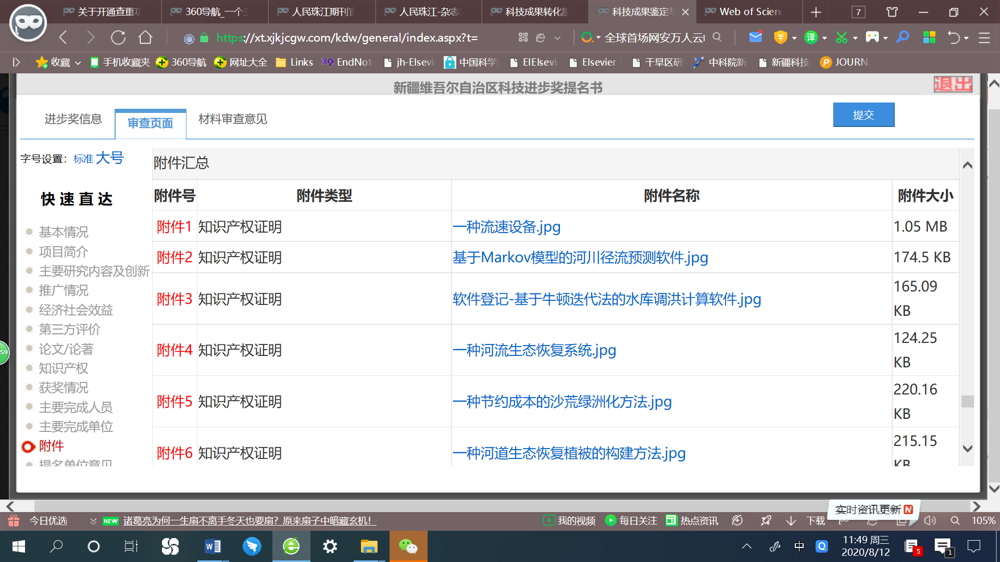 关于开通查重功
360导航_一个主
人民珠江期刊官
人民珠江-杂志
科技成果转化服
科技成果鉴定与
Web of Scienc
7
https://xt.xjkjcgw.com/kdw/general/index.aspx?t=
全球首场网安万人云
收藏
手机收藏夹
360导航
网址大全
Links
EndNote
jh-Elsevi
中国科学
EIElsevi
Elsevier
干旱区研
中科院新
新疆科技
JOURN
新疆维吾尔自治区科技进步奖提名书
退出
进步奖信息
审查页面
材料审查意见
提交
字号设置：标准 大号
快速直达
基本情况
项目简介
主要研究内容及创新
推广情况
经济社会效益
第三方评价
论文/论著
知识产权
获奖情况
主要完成人员
主要完成单位
附件
提名单位意见
附件汇总
附件号 附件类型 附件名称 附件大小
附件1 知识产权证明 一种流速设备.jpg 1.05 MB
附件2 知识产权证明 基于Markov模型的河川径流预测软件.jpg 174.5 KB
附件3 知识产权证明 软件登记-基于牛顿迭代法的水库调洪计算软件.jpg 165.09 KB
附件4 知识产权证明 一种河流生态恢复系统.jpg 124.25 KB
附件5 知识产权证明 一种节约成本的沙荒绿洲化方法.jpg 220.16 KB
附件6 知识产权证明 一种河道生态恢复植被的构建方法.jpg 215.15 KB
59
实时资讯更新
今日优选
NEW 诸葛亮为何一生扇不离手冬天也要扇？原来扇子中暗藏玄机！
我的视频
每日关注
热点资讯
下载
105%
中
11:49 周三
2020/8/12
5
1